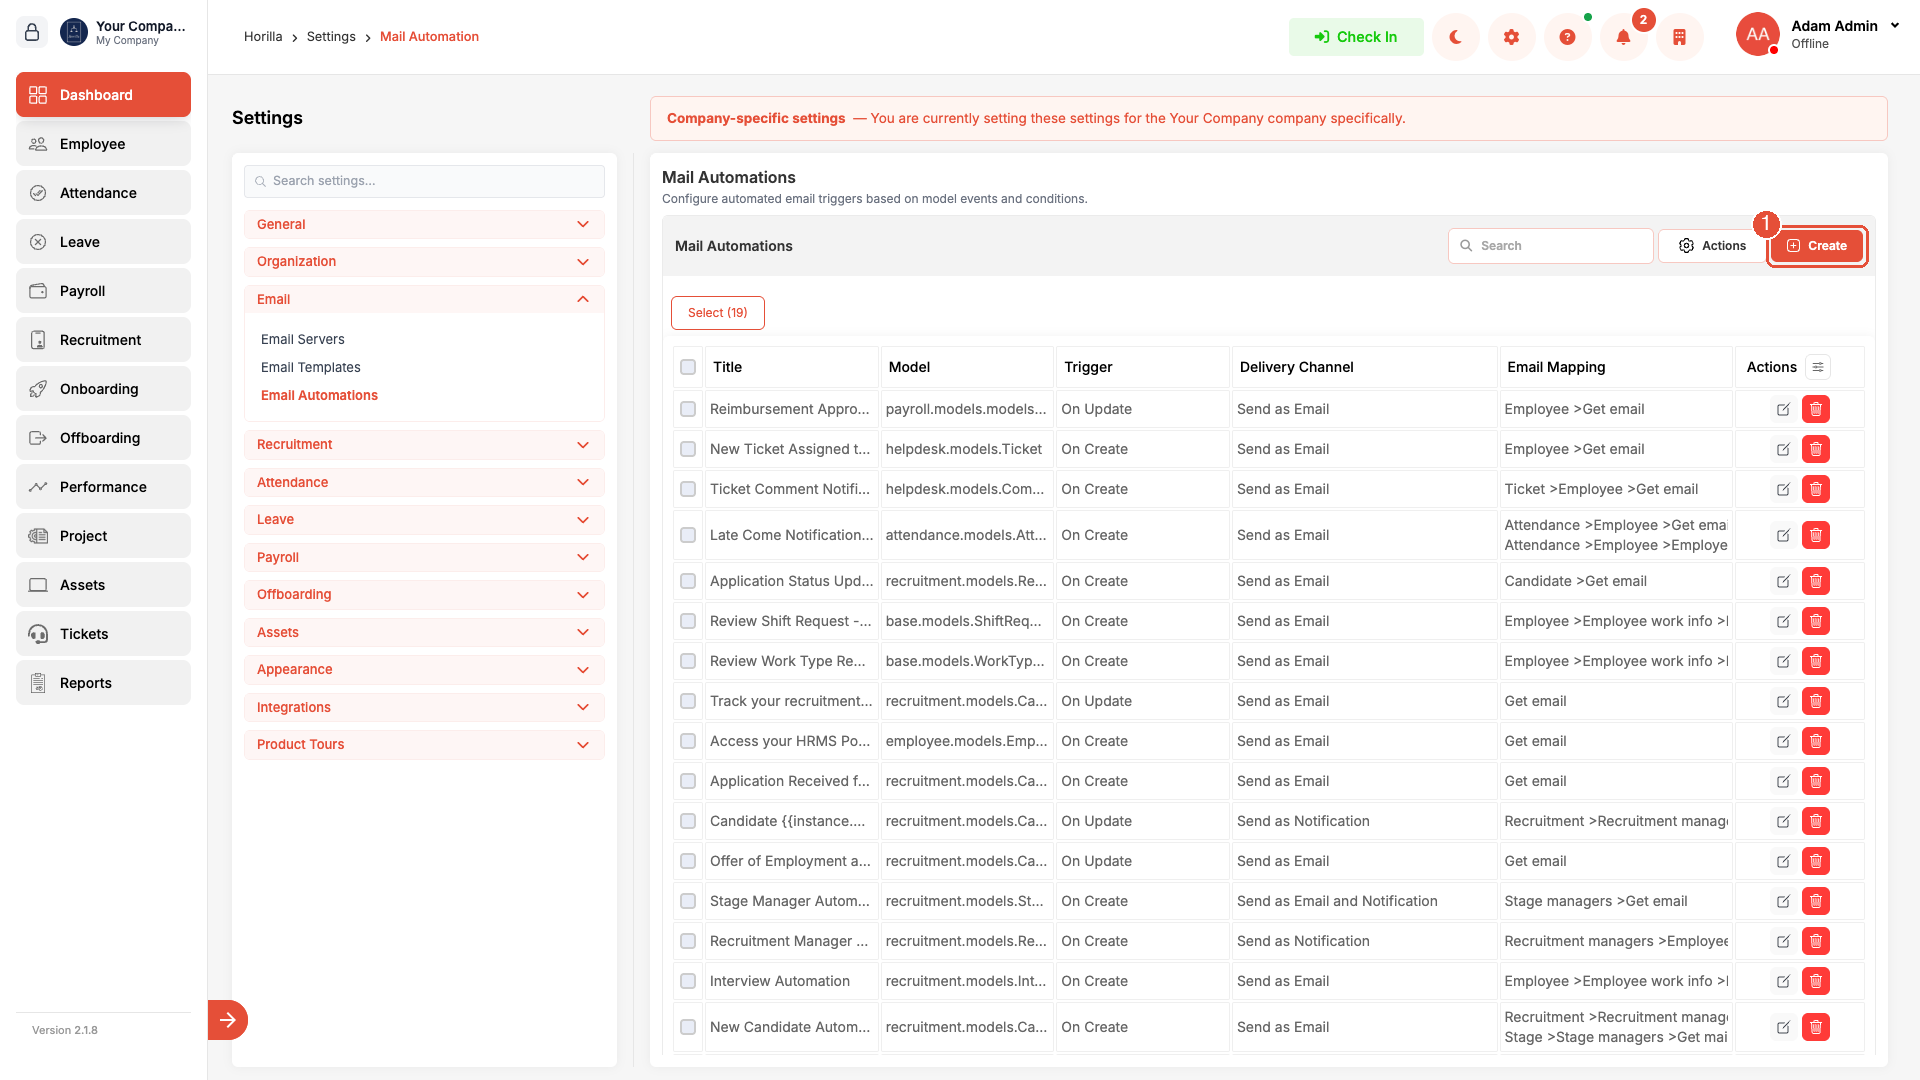 Your Compa...
My Company
Horilla
Settings
Mail Automation
Check In
2
AA
Adam Admin
Offline
Dashboard
Employee
Attendance
Leave
Payroll
Recruitment
Onboarding
Offboarding
Performance
Project
Assets
Tickets
Reports
Version 2.1.8
Settings
Search settings...
General
Organization
Email
Email Servers
Email Templates
Email Automations
Recruitment
Attendance
Leave
Payroll
Offboarding
Assets
Appearance
Integrations
Product Tours
Company-specific settings — You are currently setting these settings for the Your Company company specifically.
Mail Automations
Configure automated email triggers based on model events and conditions.
Mail Automations
Search
Actions
1
Create
Select (19)
Title Model Trigger Delivery Channel Email Mapping Actions
Reimbursement Appro... payroll.models.models... On Update Send as Email Employee >Get email
New Ticket Assigned t... helpdesk.models.Ticket On Create Send as Email Employee >Get email
Ticket Comment Notifi... helpdesk.models.Com... On Create Send as Email Ticket >Employee >Get email
Late Come Notification... attendance.models.Att... On Create Send as Email Attendance >Employee >Get emai
Attendance >Employee >Employe
Application Status Upd... recruitment.models.Re... On Create Send as Email Candidate >Get email
Review Shift Request -... base.models.ShiftReq... On Create Send as Email Employee >Employee work info >
Review Work Type Re... base.models.WorkTyp... On Create Send as Email Employee >Employee work info >
Track your recruitment... recruitment.models.Ca... On Update Send as Email Get email
Access your HRMS Po... employee.models.Emp... On Create Send as Email Get email
Application Received f... recruitment.models.Ca... On Create Send as Email Get email
Candidate {{instance.... recruitment.models.Ca... On Update Send as Notification Recruitment >Recruitment manag
Offer of Employment a... recruitment.models.Ca... On Update Send as Email Get email
Stage Manager Autom... recruitment.models.St... On Create Send as Email and Notification Stage managers >Get email
Recruitment Manager ... recruitment.models.Re... On Create Send as Notification Recruitment managers >Employee
Interview Automation recruitment.models.Int... On Create Send as Email Employee >Employee work info >
New Candidate Autom... recruitment.models.Ca... On Create Send as Email Recruitment >Recruitment manag
Stage >Stage managers >Get mai